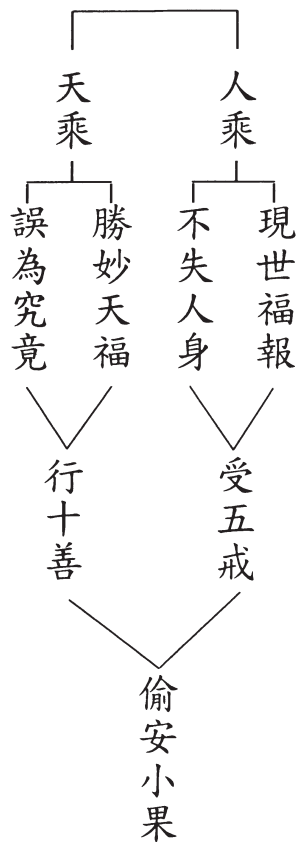 人乘
天乘
現世福報
不失人身
勝妙天福
誤為究竟
受五戒
行十善
偷安小果